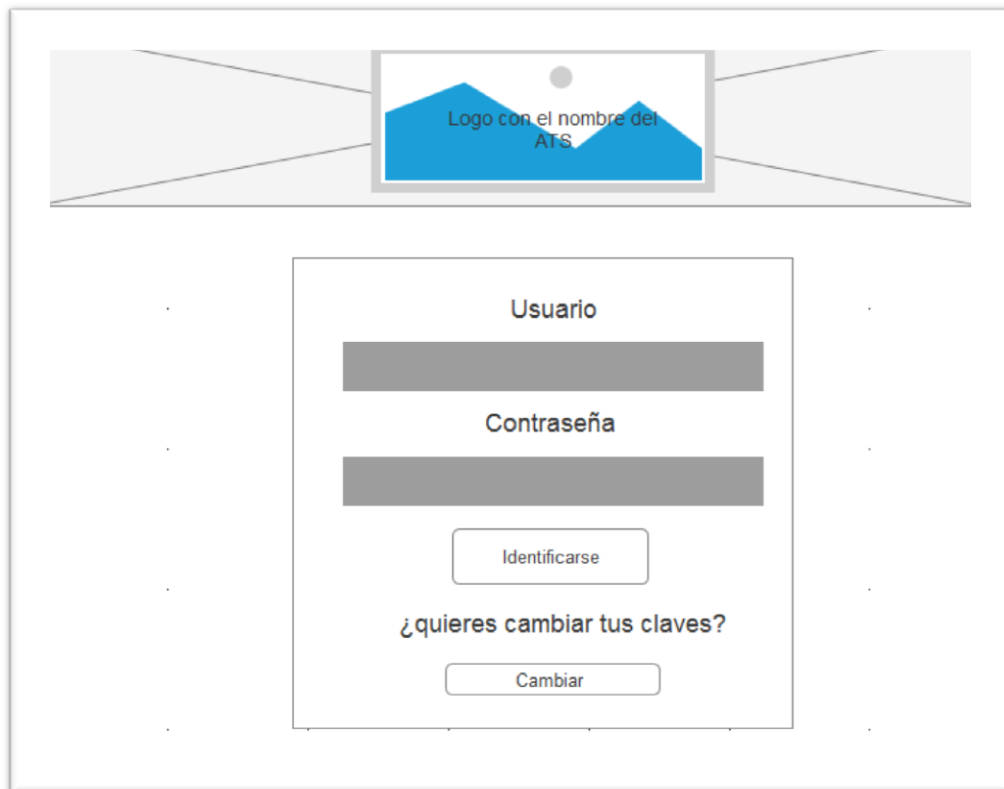 Logo con el nombre del
ATS
Usuario
Contraseña
Identificarse
¿quieres cambiar tus claves?
Cambiar